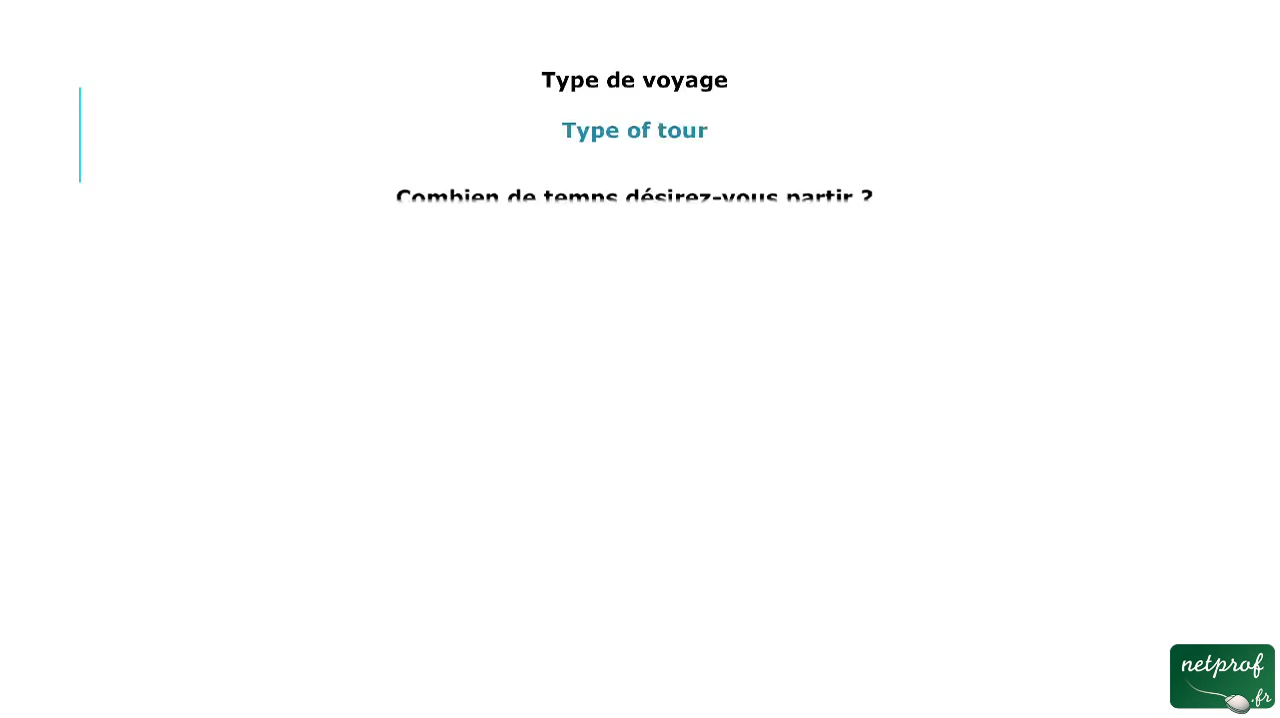 Type de voyage
Type of tour
Combien de temps désirez-vous partir ?
netprof
.fr